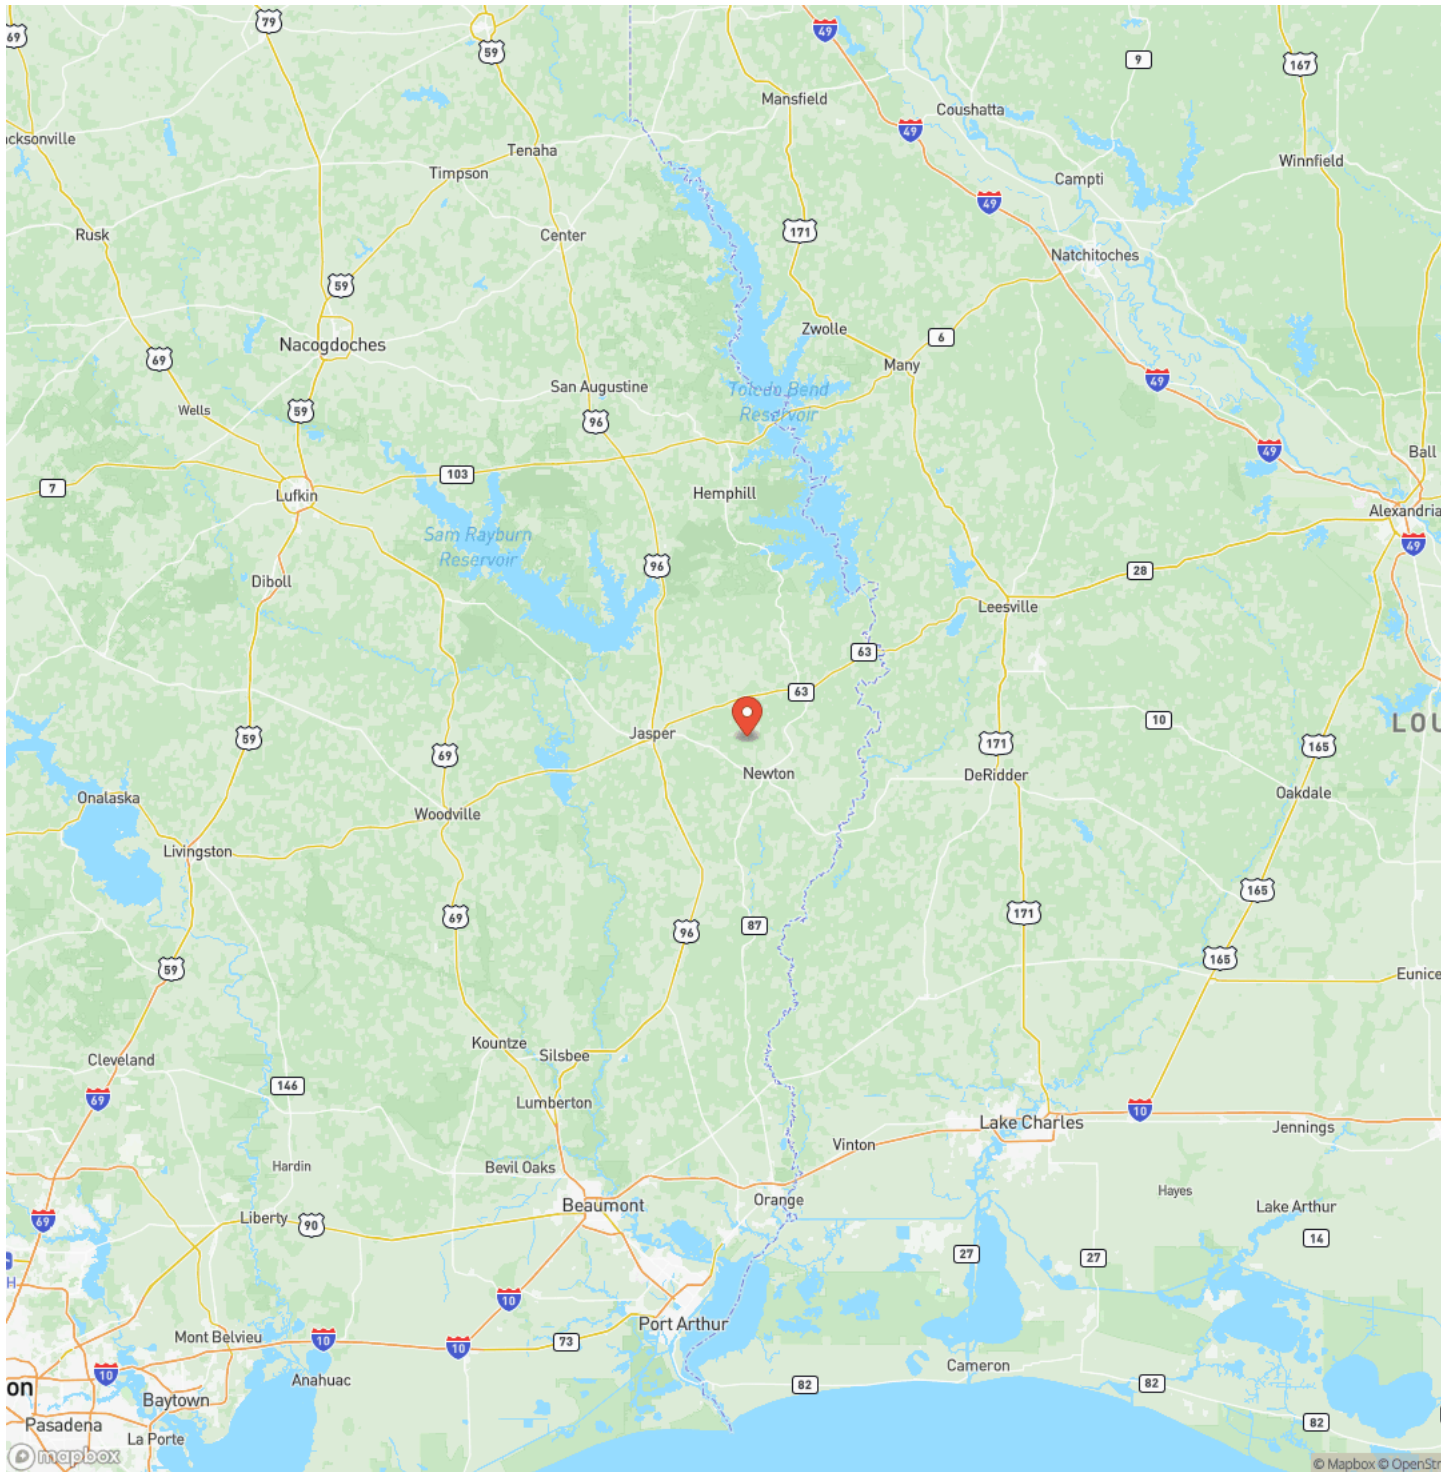 69
79
59
49
9
167
Mansfield
Coushatta
cksonville
49
Tenaha
Timpson
Winnfield
Campti
49
Rusk
Center
171
Natchitoches
59
Zwolle
6
Nacogdoches
69
Many
49
San Augustine
Toledo Bend
Reservoir
Wells
59
96
49
Ball
7
103
Lufkin
Hemphill
Alexandria
Sam Rayburn
Reservoir
49
96
28
Diboll
Leesville
63
63
10
LOU
Jasper
59
69
171
165
Newton
DeRidder
Onalaska
Oakdale
Woodville
Livingston
165
69
171
87
96
165
59
Eunice
Kountze
Silsbee
Cleveland
146
69
Lumberton
10
Lake Charles
Jennings
Vinton
Hardin
Bevil Oaks
Hayes
Orange
Beaumont
Lake Arthur
69
Liberty
90
14
27
27
H
10
Port Arthur
Mont Belvieu
10
10
73
Cameron
10
Anahuac
82
82
on
Baytown
Pasadena
82
La Porte
mapbox
© Mapbox © OpenStr